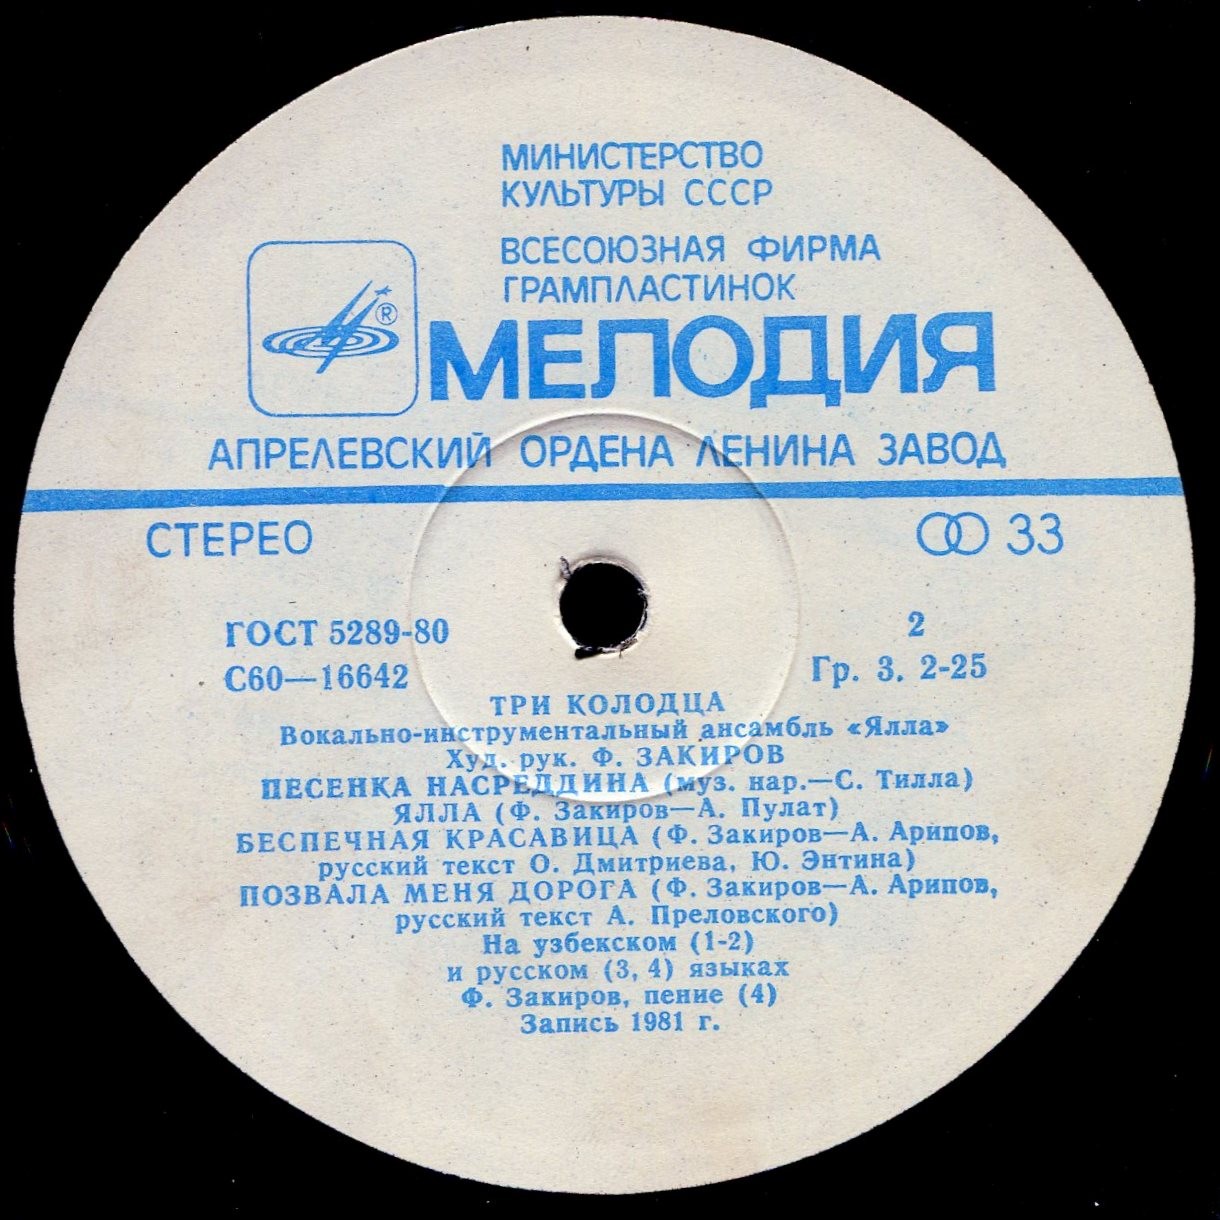 МИНИСТЕРСТВО
КУЛЬТУРЫ СССР
ВСЕСОЮЗНАЯ ФИРМА
ГРАМПЛАСТИНОК
®
МЕЛОДИЯ
АПРЕЛЕВСКИЙ ОРДЕНА ЛЕНИНА ЗАВОД
СТЕРЕО
33
ГОСТ 5289-80
2
С60—16642
Гр. 3. 2-25
ТРИ КОЛОДЦА
Вокально-инструментальный ансамбль «Ялла»
Худ. рук. Ф. ЗАКИРОВ
ПЕСЕНКА НАСРЕДДИНА (муз. нар.—С. Тилла)
ЯЛЛА (Ф. Закиров—А. Пулат)
БЕСПЕЧНАЯ КРАСАВИЦА (Ф. Закиров—А. Арипов,
русский текст О. Дмитриева, Ю. Энтина)
ПОЗВАЛА МЕНЯ ДОРОГА (Ф. Закиров—А. Арипов,
русский текст А. Преловского)
На узбекском (1-2)
и русском (3, 4) языках
Ф. Закиров, пение (4)
Запись 1981 г.